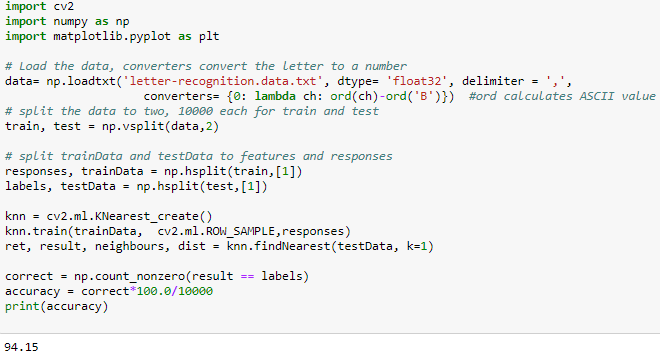 import cv2
import numpy as np
import matplotlib.pyplot as plt
# Load the data, converters convert the letter to a number
data= np.loadtxt('letter-recognition.data.txt', dtype= 'float32', delimiter = ',',
converters= {0: lambda ch: ord(ch)-ord('B')})  #ord calculates ASCII value
# split the data to two, 10000 each for train and test
train, test = np.vsplit(data,2)
# split trainData and testData to features and responses
responses, trainData = np.hsplit(train,[1])
labels, testData = np.hsplit(test,[1])
knn = cv2.ml.KNearest_create()
knn.train(trainData,  cv2.ml.ROW_SAMPLE,responses)
ret, result, neighbours, dist = knn.findNearest(testData, k=1)
correct = np.count_nonzero(result == labels)
accuracy = correct*100.0/10000
print(accuracy)
94.15